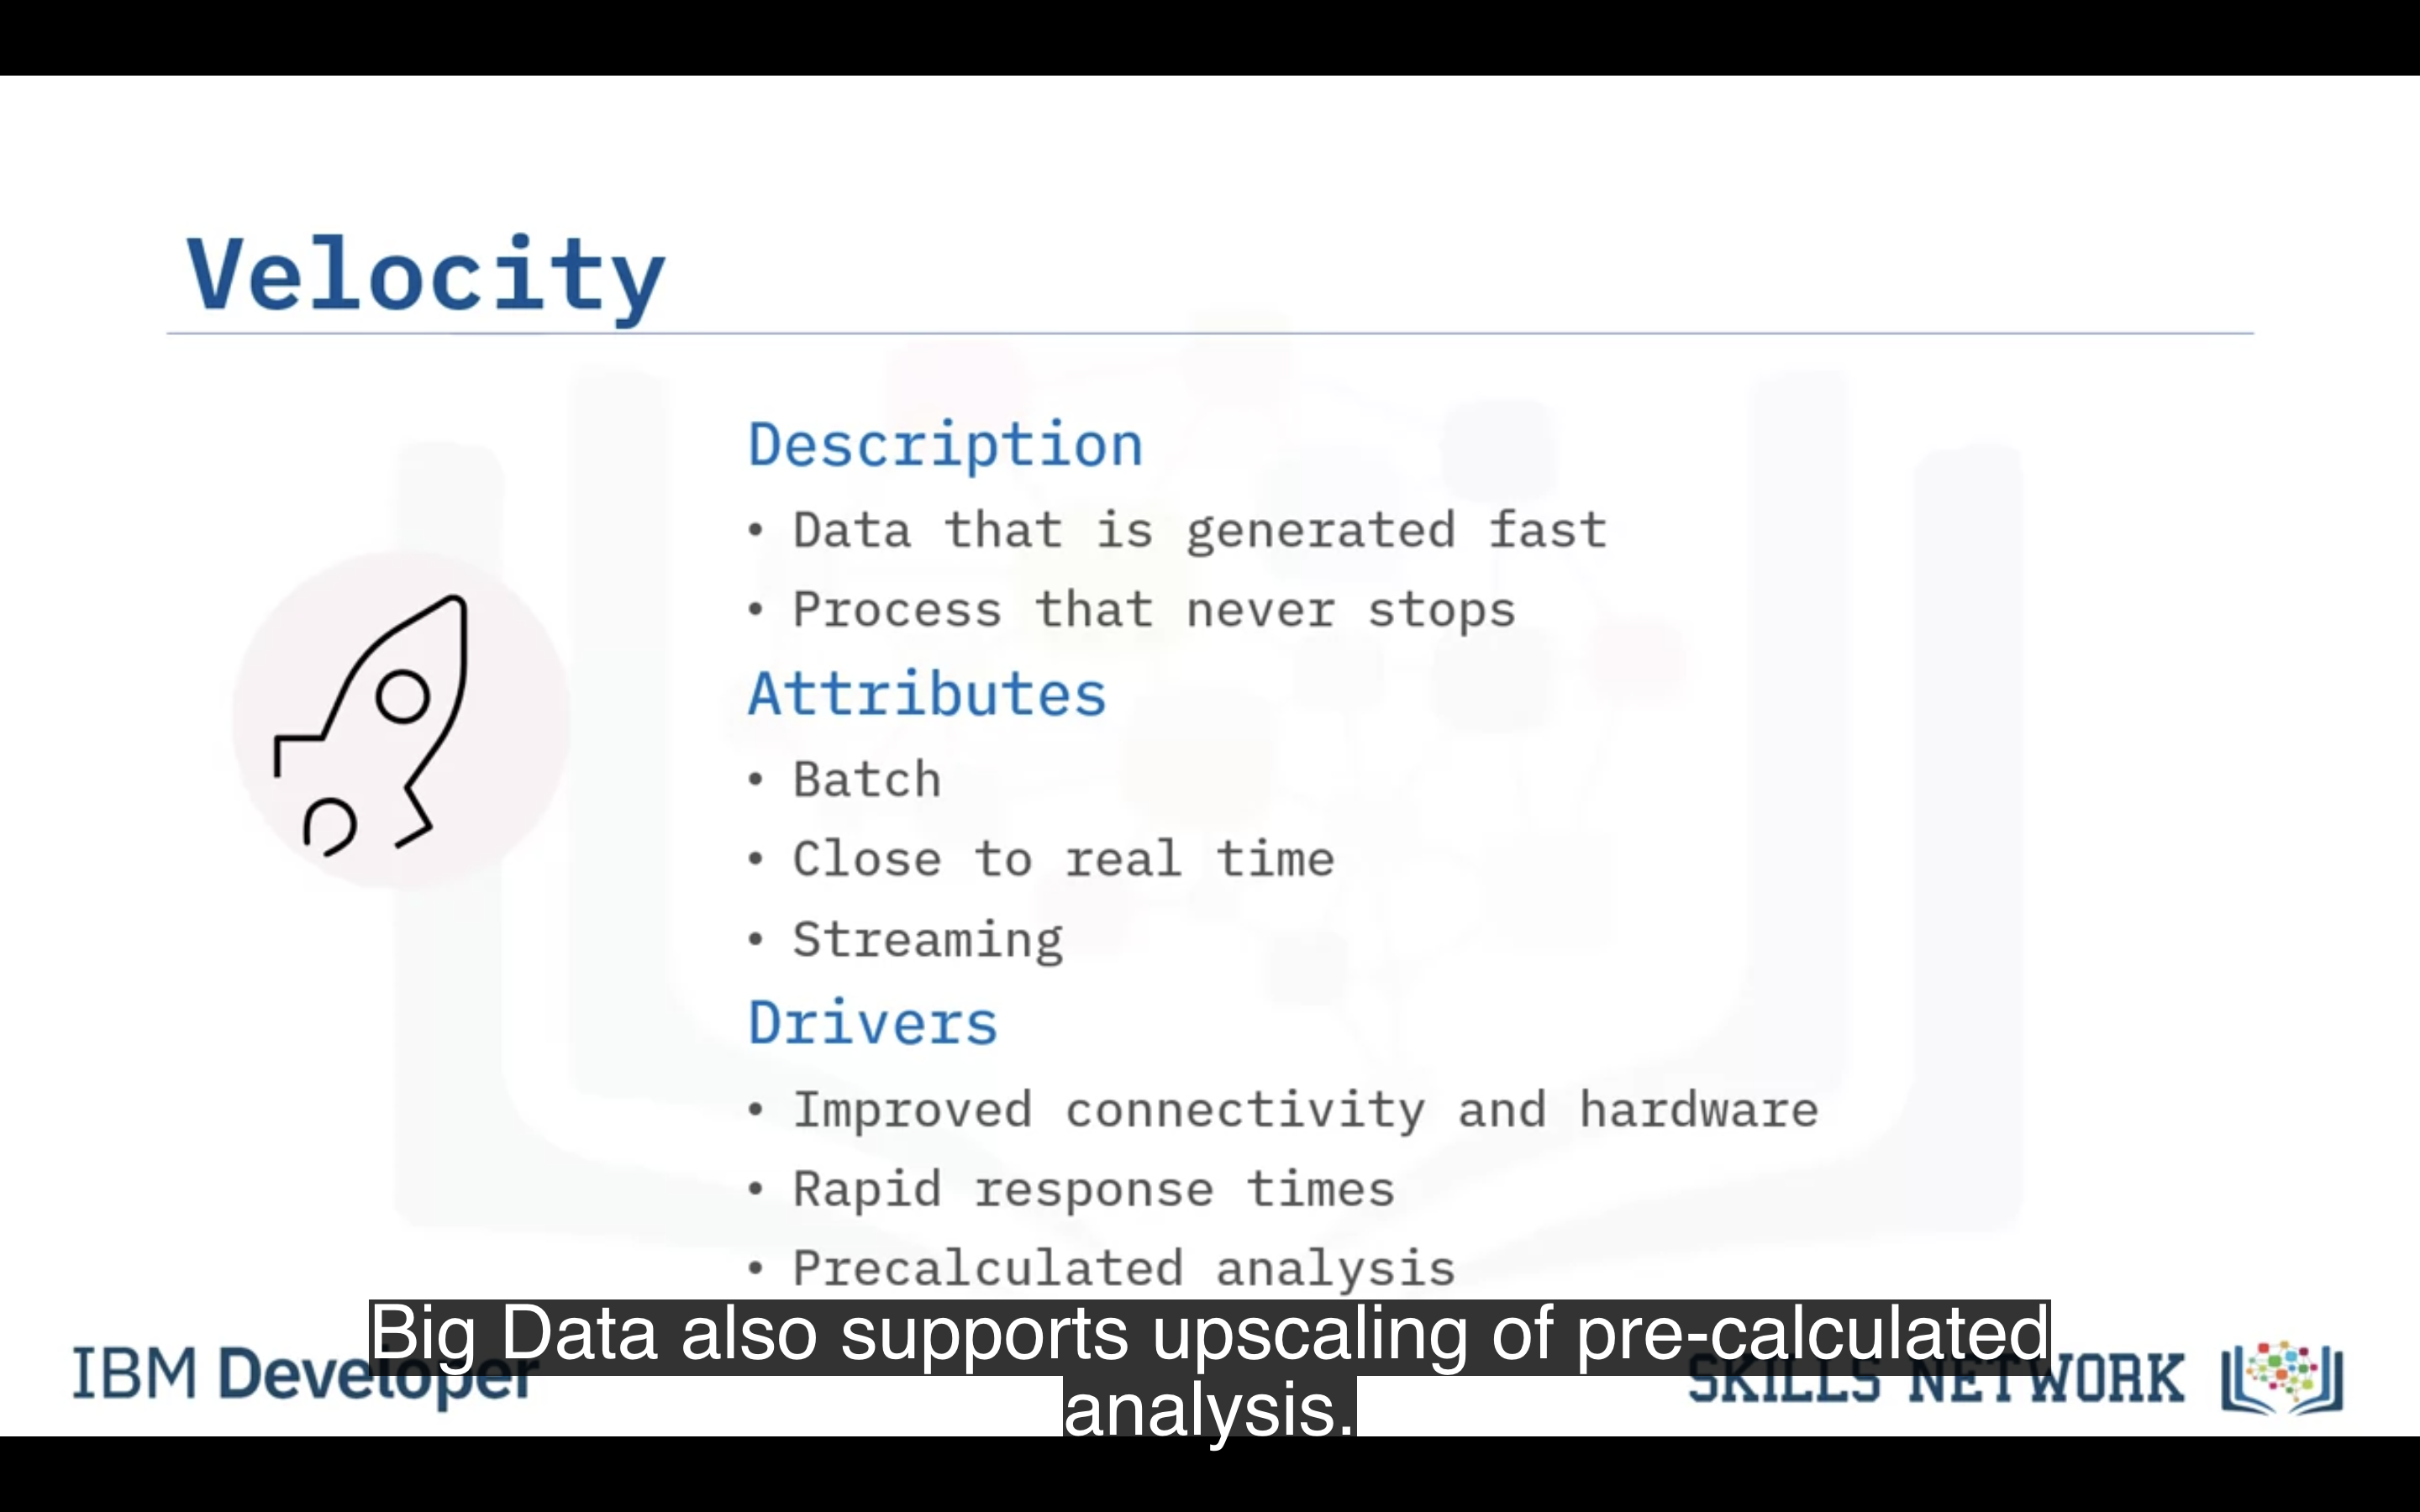 Velocity
Description
• Data that is generated fast
• Process that never stops
Attributes
• Batch
• Close to real time
• Streaming
Drivers
• Improved connectivity and hardware
• Rapid response times
• Precalculated analysis
Big Data also supports upscaling of pre-calculated
analysis.
IBM Developer
SKILLS NETWORK